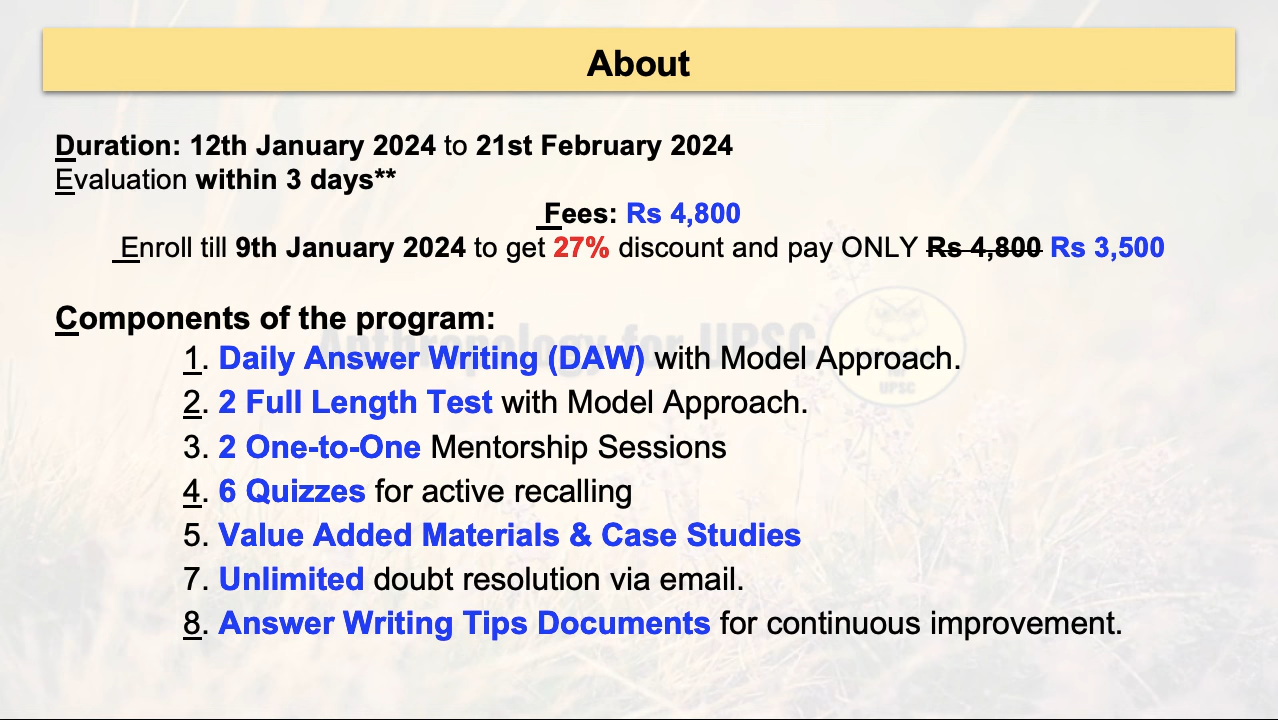 About
Duration: 12th January 2024 to 21st February 2024
Evaluation within 3 days**
Fees: Rs 4,800
Enroll till 9th January 2024 to get 27% discount and pay ONLY Rs 4,800 Rs 3,500
Components of the program:
Anthropology for UPSC
1. Daily Answer Writing (DAW) with Model Approach.
UPSC
2. 2 Full Length Test with Model Approach.
3. 2 One-to-One Mentorship Sessions
4. 6 Quizzes for active recalling
5. Value Added Materials & Case Studies
7. Unlimited doubt resolution via email.
8. Answer Writing Tips Documents for continuous improvement.